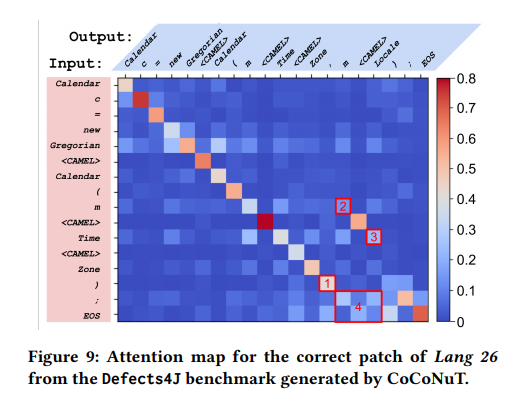 Output:
Calendar c = new Gregorian <CAMEL> Calendar ( m <CAMEL> Time <CAMEL> Zone , m <CAMEL> Locale ) ; EOS
Input:
Calendar
c
=
new
Gregorian
<CAMEL>
Calendar
(
m
<CAMEL>
Time
<CAMEL>
Zone
)
;
EOS
0.8
0.7
0.6
0.5
0.4
0.3
0.2
0.1
0
2
3
1
4
Figure 9: Attention map for the correct patch of Lang 26
from the Defects4J benchmark generated by CoCoNuT.